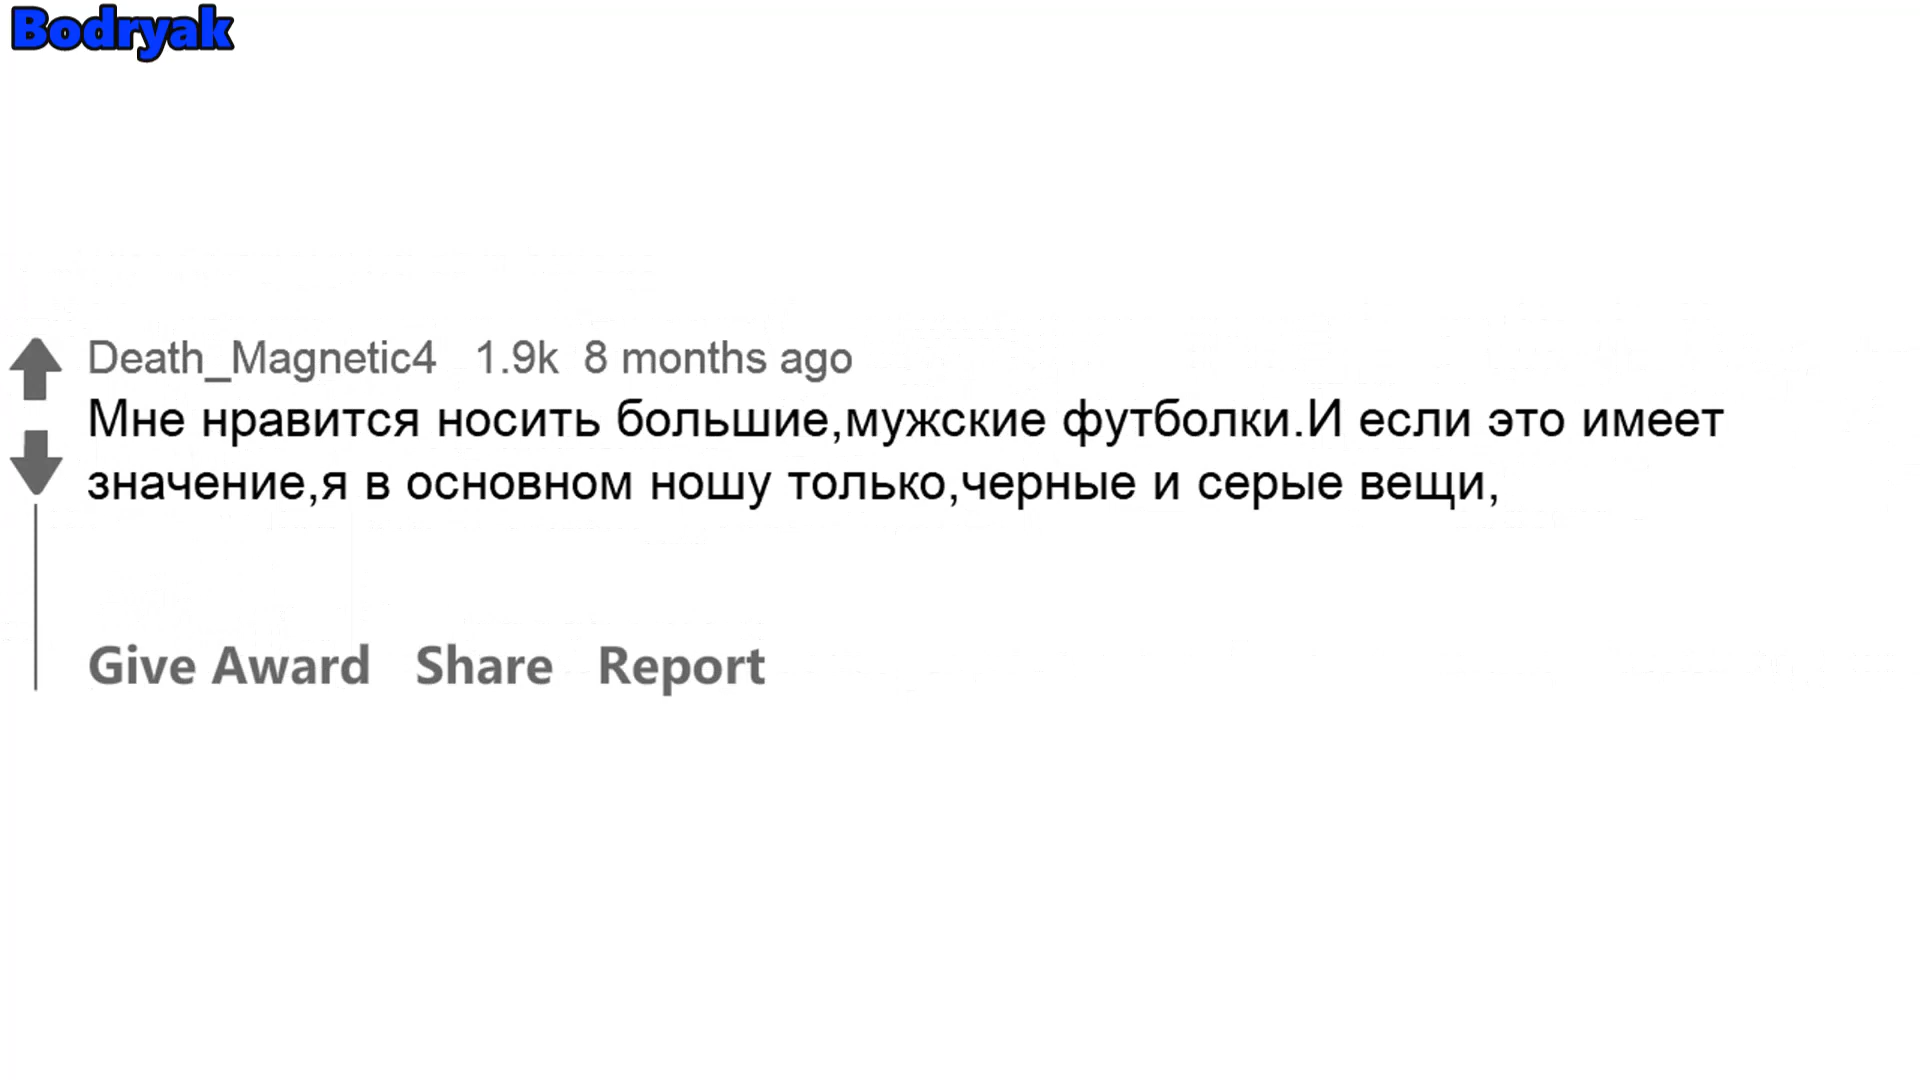 Bodryak
Death_Magnetic4 1.9k 8 months ago
Мне нравится носить большие,мужские футболки.И если это имеет
значение,я в основном ношу только,черные и серые вещи,
Give Award Share Report